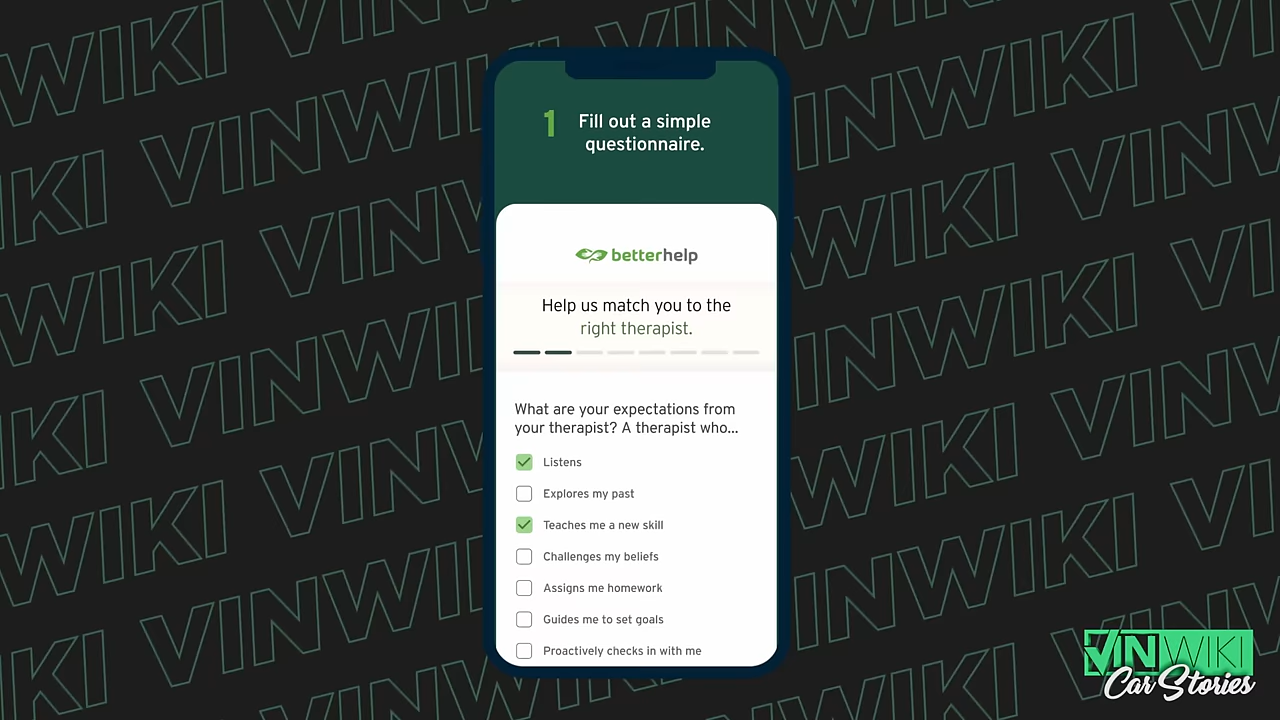 1 Fill out a simple
questionnaire.
betterhelp
Help us match you to the
right therapist.
What are your expectations from
your therapist? A therapist who...
Listens
Explores my past
Teaches me a new skill
Challenges my beliefs
Assigns me homework
Guides me to set goals
Proactively checks in with me
VINWIKI
Car Stories